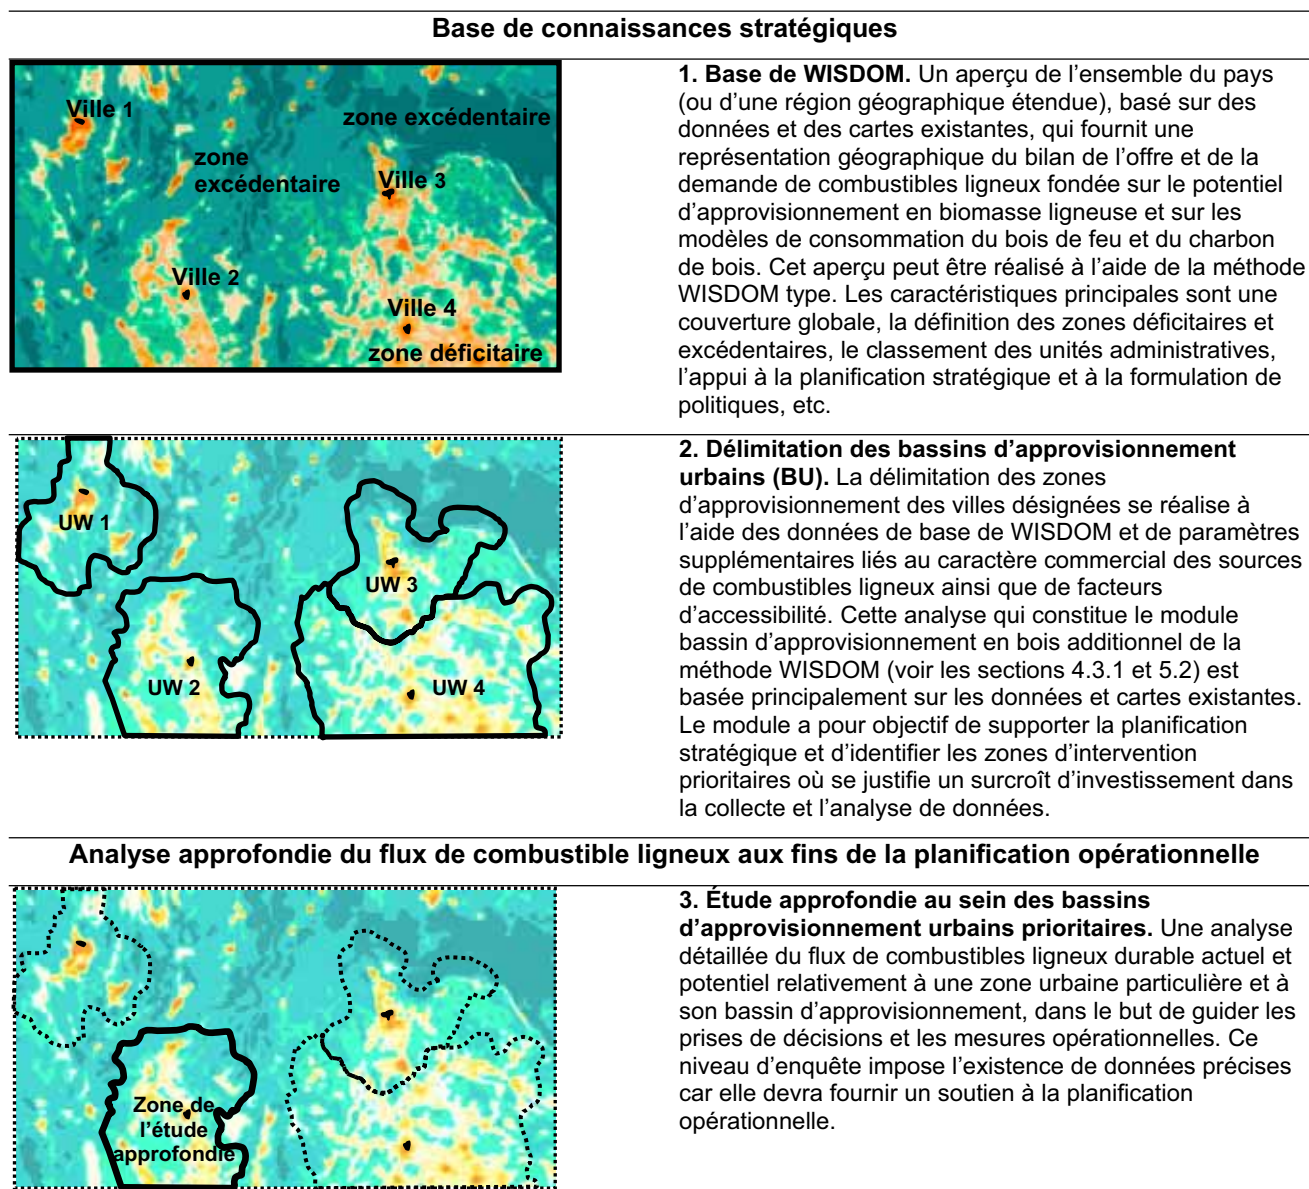 Base de connaissances stratégiques
Ville 1
zone excédentaire
zone
excédentaire
Ville 3
Ville 2
Ville 4
zone déficitaire
1. Base de WISDOM. Un aperçu de l’ensemble du pays
(ou d’une région géographique étendue), basé sur des
données et des cartes existantes, qui fournit une
représentation géographique du bilan de l’offre et de la
demande de combustibles ligneux fondée sur le potentiel
d’approvisionnement en biomasse ligneuse et sur les
modèles de consommation du bois de feu et du charbon
de bois. Cet aperçu peut être réalisé à l’aide de la méthode
WISDOM type. Les caractéristiques principales sont une
couverture globale, la définition des zones déficitaires et
excédentaires, le classement des unités administratives,
l’appui à la planification stratégique et à la formulation de
politiques, etc.
UW 1
UW 3
UW 2
UW 4
2. Délimitation des bassins d’approvisionnement
urbains (BU). La délimitation des zones
d’approvisionnement des villes désignées se réalise à
l’aide des données de base de WISDOM et de paramètres
supplémentaires liés au caractère commercial des sources
de combustibles ligneux ainsi que de facteurs
d’accessibilité. Cette analyse qui constitue le module
bassin d’approvisionnement en bois additionnel de la
méthode WISDOM (voir les sections 4.3.1 et 5.2) est
basée principalement sur les données et cartes existantes.
Le module a pour objectif de supporter la planification
stratégique et d’identifier les zones d’intervention
prioritaires où se justifie un surcroît d’investissement dans
la collecte et l’analyse de données.
Analyse approfondie du flux de combustible ligneux aux fins de la planification opérationnelle
Zone de
l’étude
approfondie
3. Étude approfondie au sein des bassins
d’approvisionnement urbains prioritaires. Une analyse
détaillée du flux de combustibles ligneux durable actuel et
potentiel relativement à une zone urbaine particulière et à
son bassin d’approvisionnement, dans le but de guider les
prises de décisions et les mesures opérationnelles. Ce
niveau d’enquête impose l’existence de données précises
car elle devra fournir un soutien à la planification
opérationnelle.